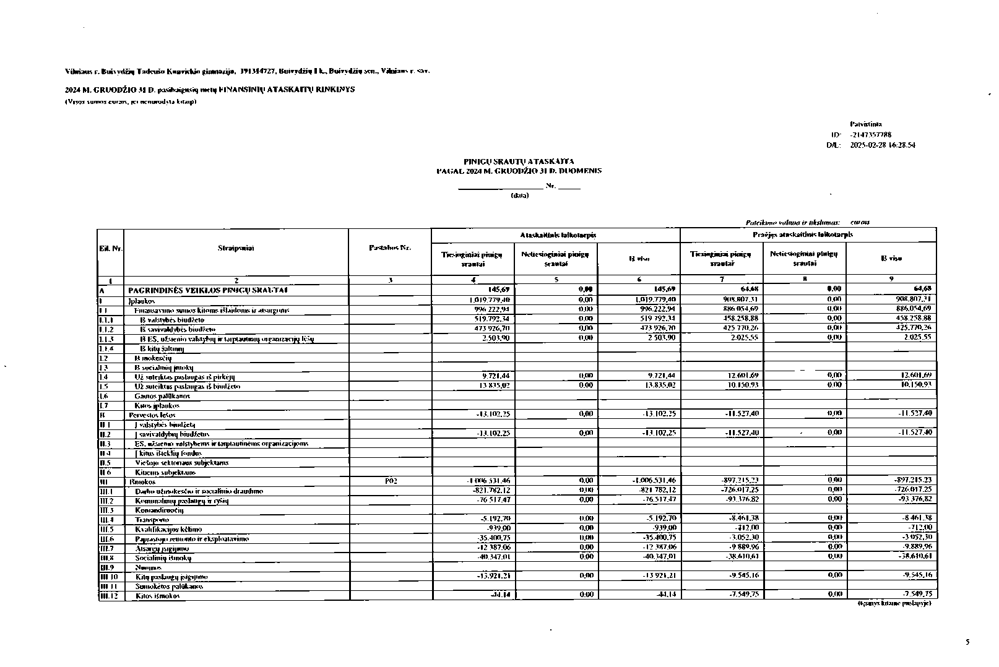 Vilniaus r. Buivydžių Tadeušo Konvickio gimnazija, 191314727, Buivydžių I k., Buivydžių sen., Vilniaus r. sav.
2024 M. GRUODŽIO 31 D. pasibaigusių metų FINANSINIŲ ATASKAITŲ RINKINYS
(Visos sumos eurais, jei nenurodyta kitaip)
Patvirtinta
ID: -2147357788
D/L: 2025-02-28 16:28:54
PINIGŲ SRAUTŲ ATASKAITA
PAGAL 2024 M. GRUODŽIO 31 D. DUOMENIS
Nr.
(data)
Pateikimo valiuta ir tikslumas: eurais
Eil. Nr. Straipsniai Pastabos Nr. Ataskaitinis laikotarpis Praėjęs ataskaitinis laikotarpis
Tiesioginiai pinigų srautai Netiesioginiai pinigų srautai Iš viso Tiesioginiai pinigų srautai Netiesioginiai pinigų srautai Iš viso
1 2 3 4 5 6 7 8 9
A PAGRINDINĖS VEIKLOS PINIGŲ SRAUTAI 145,69 0,00 145,69 64,68 0,00 64,68
I Įplaukos 1.019.779,40 0,00 1.019.779,40 908.807,31 0,00 908.807,31
I.1 Finansavimo sumos kitoms išlaidoms ir atsargoms 996.222,94 0,00 996.222,94 886.054,69 0,00 886.054,69
I.1.1 Iš valstybės biudžeto 519.792,34 0,00 519.792,34 458.258,88 0,00 458.258,88
I.1.2 Iš savivaldybės biudžeto 473.926,70 0,00 473.926,70 425.770,26 0,00 425.770,26
I.1.3 Iš ES, užsienio valstybių ir tarptautinių organizacijų lėšų 2.503,90 0,00 2.503,90 2.025,55 0,00 2.025,55
I.1.4 Iš kitų šaltinių
I.2 Iš mokesčių
I.3 Iš socialinių įmokų
I.4 Už suteiktas paslaugas iš pirkėjų 9.721,44 0,00 9.721,44 12.601,69 0,00 12.601,69
I.5 Už suteiktas paslaugas iš biudžeto 13.835,02 0,00 13.835,02 10.150,93 0,00 10.150,93
I.6 Gautos palūkanos
I.7 Kitos įplaukos
II Pervestos lėšos -13.102,25 0,00 -13.102,25 -11.527,40 0,00 -11.527,40
II.1 Į valstybės biudžetą
II.2 Į savivaldybių biudžetus -13.102,25 0,00 -13.102,25 -11.527,40 0,00 -11.527,40
II.3 ES, užsienio valstybėms ir tarptautinėms organizacijoms
II.4 Į kitus išteklių fondus
II.5 Viešojo sektoriaus subjektams
II.6 Kitiems subjektams
III Išmokos P02 -1.006.531,46 0,00 -1.006.531,46 -897.215,23 0,00 -897.215,23
III.1 Darbo užmokesčio ir socialinio draudimo -821.782,12 0,00 -821.782,12 -726.017,25 0,00 -726.017,25
III.2 Komunalinių paslaugų ir ryšių -76.517,47 0,00 -76.517,47 -93.376,82 0,00 -93.376,82
III.3 Komandiruočių
III.4 Transporto -5.192,70 0,00 -5.192,70 -8.461,38 0,00 -8.461,38
III.5 Kvalifikacijos kėlimo -939,00 0,00 -939,00 -712,00 0,00 -712,00
III.6 Paprastojo remonto ir eksploatavimo -35.400,75 0,00 -35.400,75 -3.052,30 0,00 -3.052,30
III.7 Atsargų įsigijimo -12.387,06 0,00 -12.387,06 -9.889,96 0,00 -9.889,96
III.8 Socialinių išmokų -40.347,01 0,00 -40.347,01 -38.610,61 0,00 -38.610,61
III.9 Nuomos
III.10 Kitų paslaugų įsigijimo -13.921,21 0,00 -13.921,21 -9.545,16 0,00 -9.545,16
III.11 Sumokėtos palūkanos
III.12 Kitos išmokos -44,14 0,00 -44,14 -7.549,75 0,00 -7.549,75
(tęsinys kitame puslapyje)
5